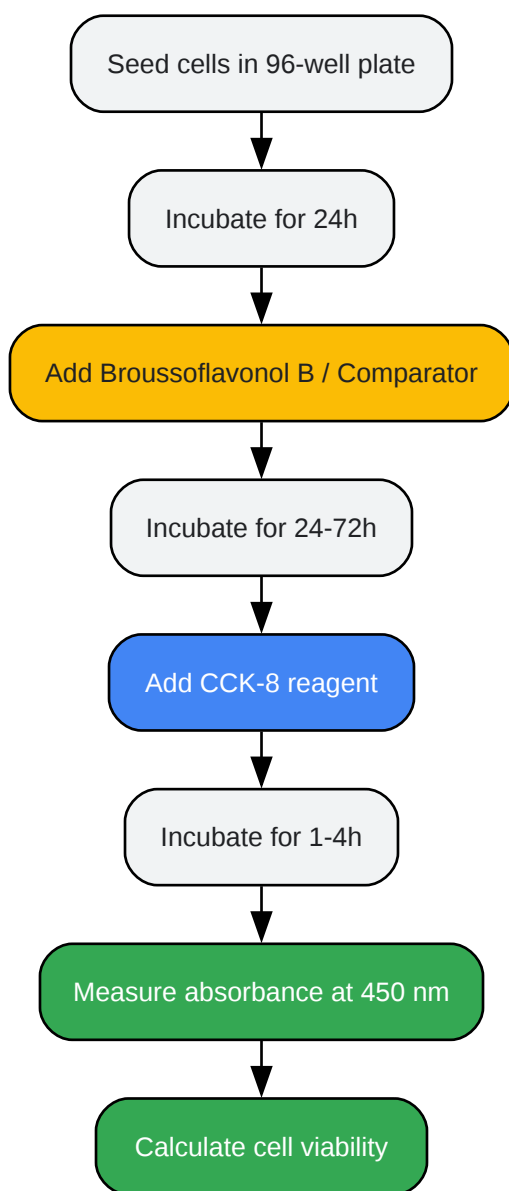 Seed cells in 96-well plate
Incubate for 24h
Add Broussoflavonol B / Comparator
Incubate for 24-72h
Add CCK-8 reagent
Incubate for 1-4h
Measure absorbance at 450 nm
Calculate cell viability